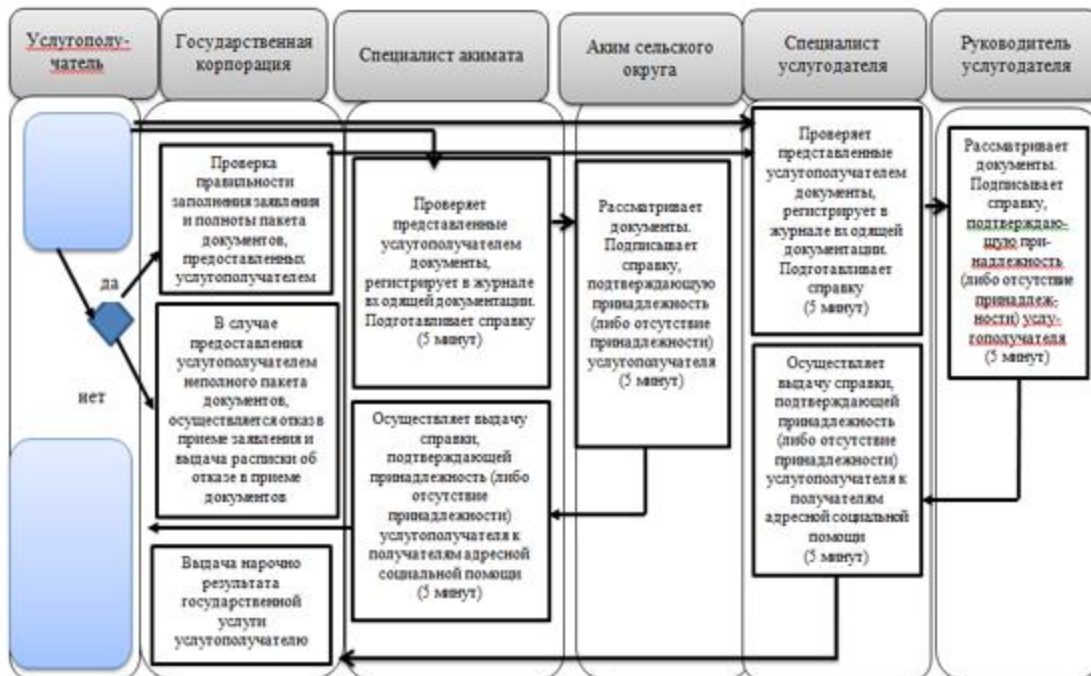 Услугополу-
чатель
Государственная
корпорация
Специалист акимата
Аким сельского
округа
Специалист
услугодателя
Руководитель
услугодателя
Проверка
правильности
заполнения заявления
и полноты пакета
документов,
предоставленных
услугополучателем
да
нет
В случае
предоставления
услугополучателем
неполного пакета
документов,
осуществляется отказ в
приеме заявления и
выдача расписки об
отказе в приеме
документов
Выдача нарочно
результата
государственной
услуги
услугополучателю
Проверяет
представленные
услугополучателем
документы,
регистрирует в журнале
входящей документации.
Подготавливает справку
(5 минут)
Осуществляет выдачу
справки,
подтверждающей
принадлежность (либо
отсутствие
принадлежности)
услугополучателя к
получателям адресной
социальной помощи
(5 минут)
Рассматривает
документы.
Подписывает
справку,
подтверждающую
принадлежность
(либо отсутствие
принадлежности)
услугополучателя
(5 минут)
Проверяет
представленные
услугополучателем
документы,
регистрирует в
журнале входящей
документации.
Подготавливает
справку
(5 минут)
Осуществляет
выдачу справки,
подтверждающей
принадлежность
(либо отсутствие
принадлежности)
услугополучателя к
получателям
адресной социальной
помощи
(5 минут)
Рассматривает
документы.
Подписывает
справку,
подтверждаю-
щую при-
надлежность
(либо отсутствие
принадлеж-
ности) услу-
гополучателя
(5 минут)